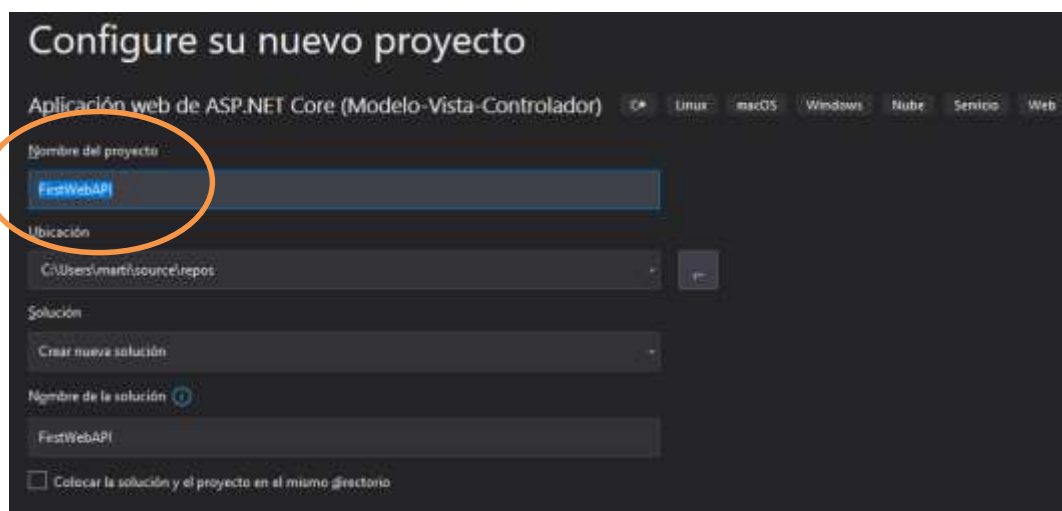 Configure su nuevo proyecto
Aplicación web de ASP.NET Core (Modelo-Vista-Controlador) C# Linux macOS Windows Nube Servicio Web
Nombre del proyecto
FirstWebAPI
Ubicación
C:\Users\marti\source\repos
...
Solución
Crear nueva solución
Nombre de la solución
FirstWebAPI
Colocar la solución y el proyecto en el mismo directorio